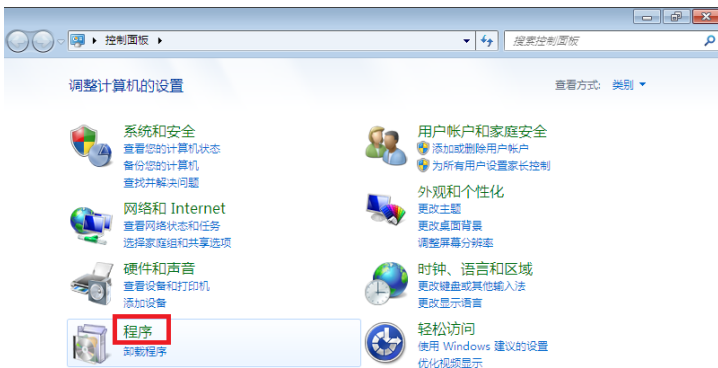 控制面板
搜索控制面板
调整计算机的设置
查看方式: 类别
系统和安全
查看您的计算机状态
备份您的计算机
查找并解决问题
网络和 Internet
查看网络状态和任务
选择家庭组和共享选项
硬件和声音
查看设备和打印机
添加设备
程序
卸载程序
用户帐户和家庭安全
添加或删除用户帐户
为所有用户设置家长控制
外观和个性化
更改主题
更改桌面背景
调整屏幕分辨率
时钟、语言和区域
更改键盘或其他输入法
更改显示语言
轻松访问
使用 Windows 建议的设置
优化视频显示